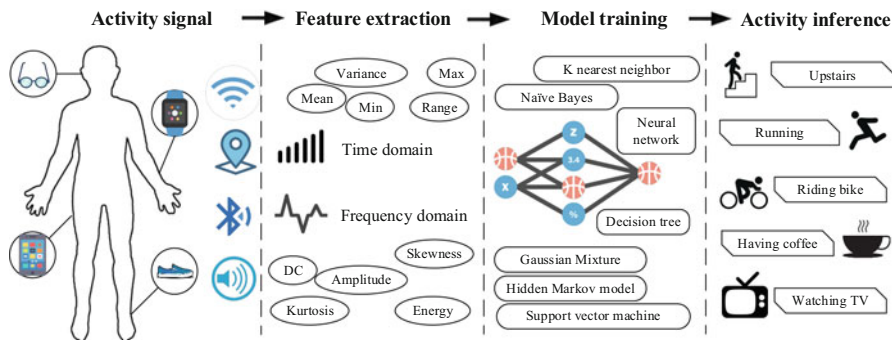 Activity signal
Feature extraction
Model training
Activity inference
Variance
Max
Mean
Min
Range
Time domain
Frequency domain
Skewness
DC
Amplitude
Kurtosis
Energy
K nearest neighbor
Naïve Bayes
Neural
network
Z
3.4
X
%
Decision tree
Gaussian Mixture
Hidden Markov model
Support vector machine
Upstairs
Running
Riding bike
Having coffee
Watching TV